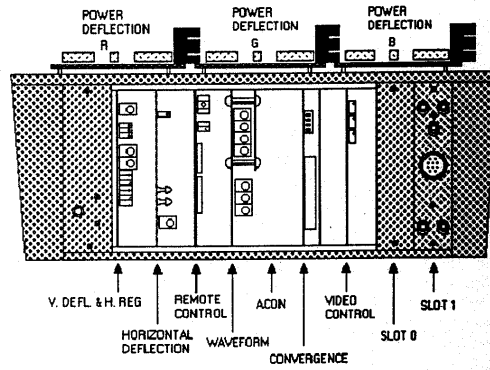 POWER
DEFLECTION
R
POWER
DEFLECTION
G
POWER
DEFLECTION
B
V. DEFL. & H. REG
HORIZONTAL
DEFLECTION
REMOTE
CONTROL
WAVEFORM
ACON
CONVERGENCE
VIDEO
CONTROL
SLOT 0
SLOT 1